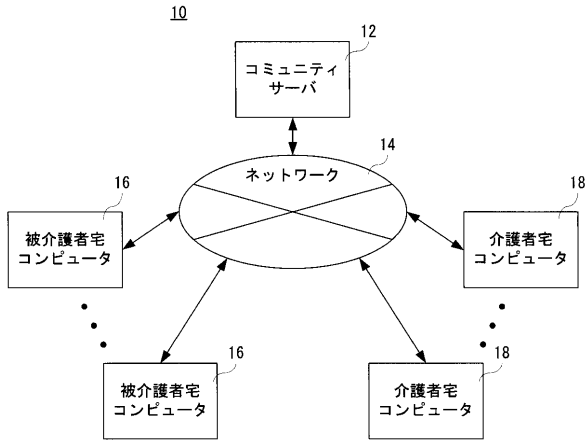 10
12
コミュニティ
サーバ
14
ネットワーク
16
被介護者宅
コンピュータ
18
介護者宅
コンピュータ
16
被介護者宅
コンピュータ
18
介護者宅
コンピュータ